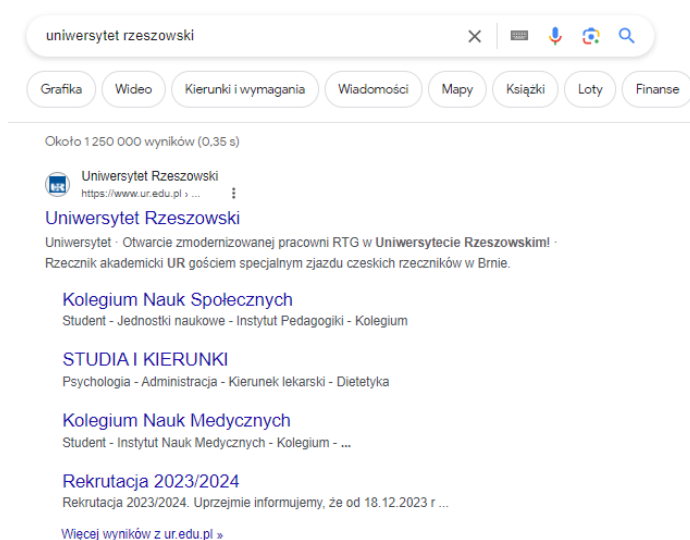 uniwersytet rzeszowski
Grafika Wideo Kierunki i wymagania Wiadomości Mapy Książki Loty Finanse
Około 1 250 000 wyników (0,35 s)
UR
Uniwersytet Rzeszowski
https://www.ur.edu.pl › ...
Uniwersytet Rzeszowski
Uniwersytet · Otwarcie zmodernizowanej pracowni RTG w Uniwersytecie Rzeszowskim! ·
Rzecznik akademicki UR gościem specjalnym zjazdu czeskich rzeczników w Brnie.
Kolegium Nauk Społecznych
Student - Jednostki naukowe - Instytut Pedagogiki - Kolegium
STUDIA I KIERUNKI
Psychologia - Administracja - Kierunek lekarski - Dietetyka
Kolegium Nauk Medycznych
Student - Instytut Nauk Medycznych - Kolegium - ...
Rekrutacja 2023/2024
Rekrutacja 2023/2024. Uprzejmie informujemy, że od 18.12.2023 r ...
Więcej wyników z ur.edu.pl »